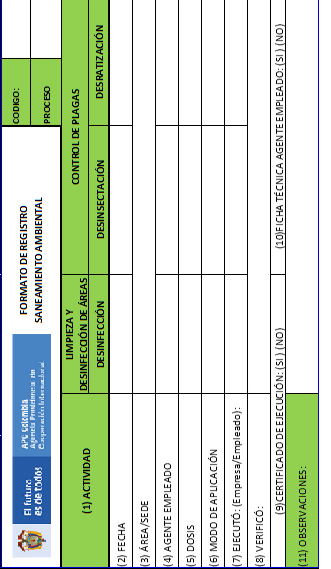 El futuro
es de todos
APC Colombia
Agencia Presidencial de
Cooperación Internacional
FORMATO DE REGISTRO
SANEAMIENTO AMBIENTAL
CODIGO:
PROCESO
(1) ACTIVIDAD
LIMPIEZA Y
DESINFECCIÓN DE ÁREAS
CONTROL DE PLAGAS
DESINFECCIÓN
DESINSECTACIÓN
DESRATIZACIÓN
(2) FECHA
(3) ÁREA/SEDE
(4) AGENTE EMPLEADO
(5) DOSIS
(6) MODO DE APLICACIÓN
(7) EJECUTÓ: (Empresa/Empleado):
(8) VERIFICÓ:
(9)CERTIFICADO DE EJECUCIÓN: (SI ) (NO)
(10)FICHA TÉCNICA AGENTE EMPLEADO: (SI ) (NO)
(11) OBSERVACIONES: